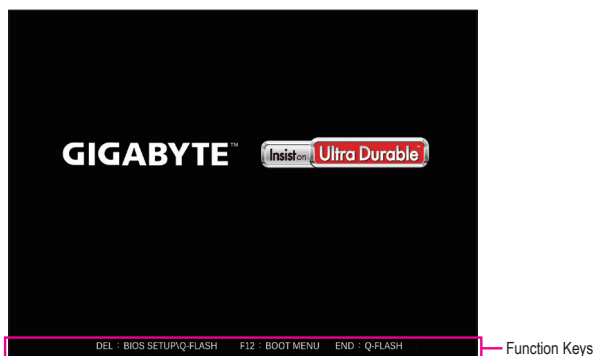 GIGABYTE™ Insist on Ultra Durable™
DEL : BIOS SETUP\Q-FLASH F12 : BOOT MENU END : Q-FLASH
Function Keys